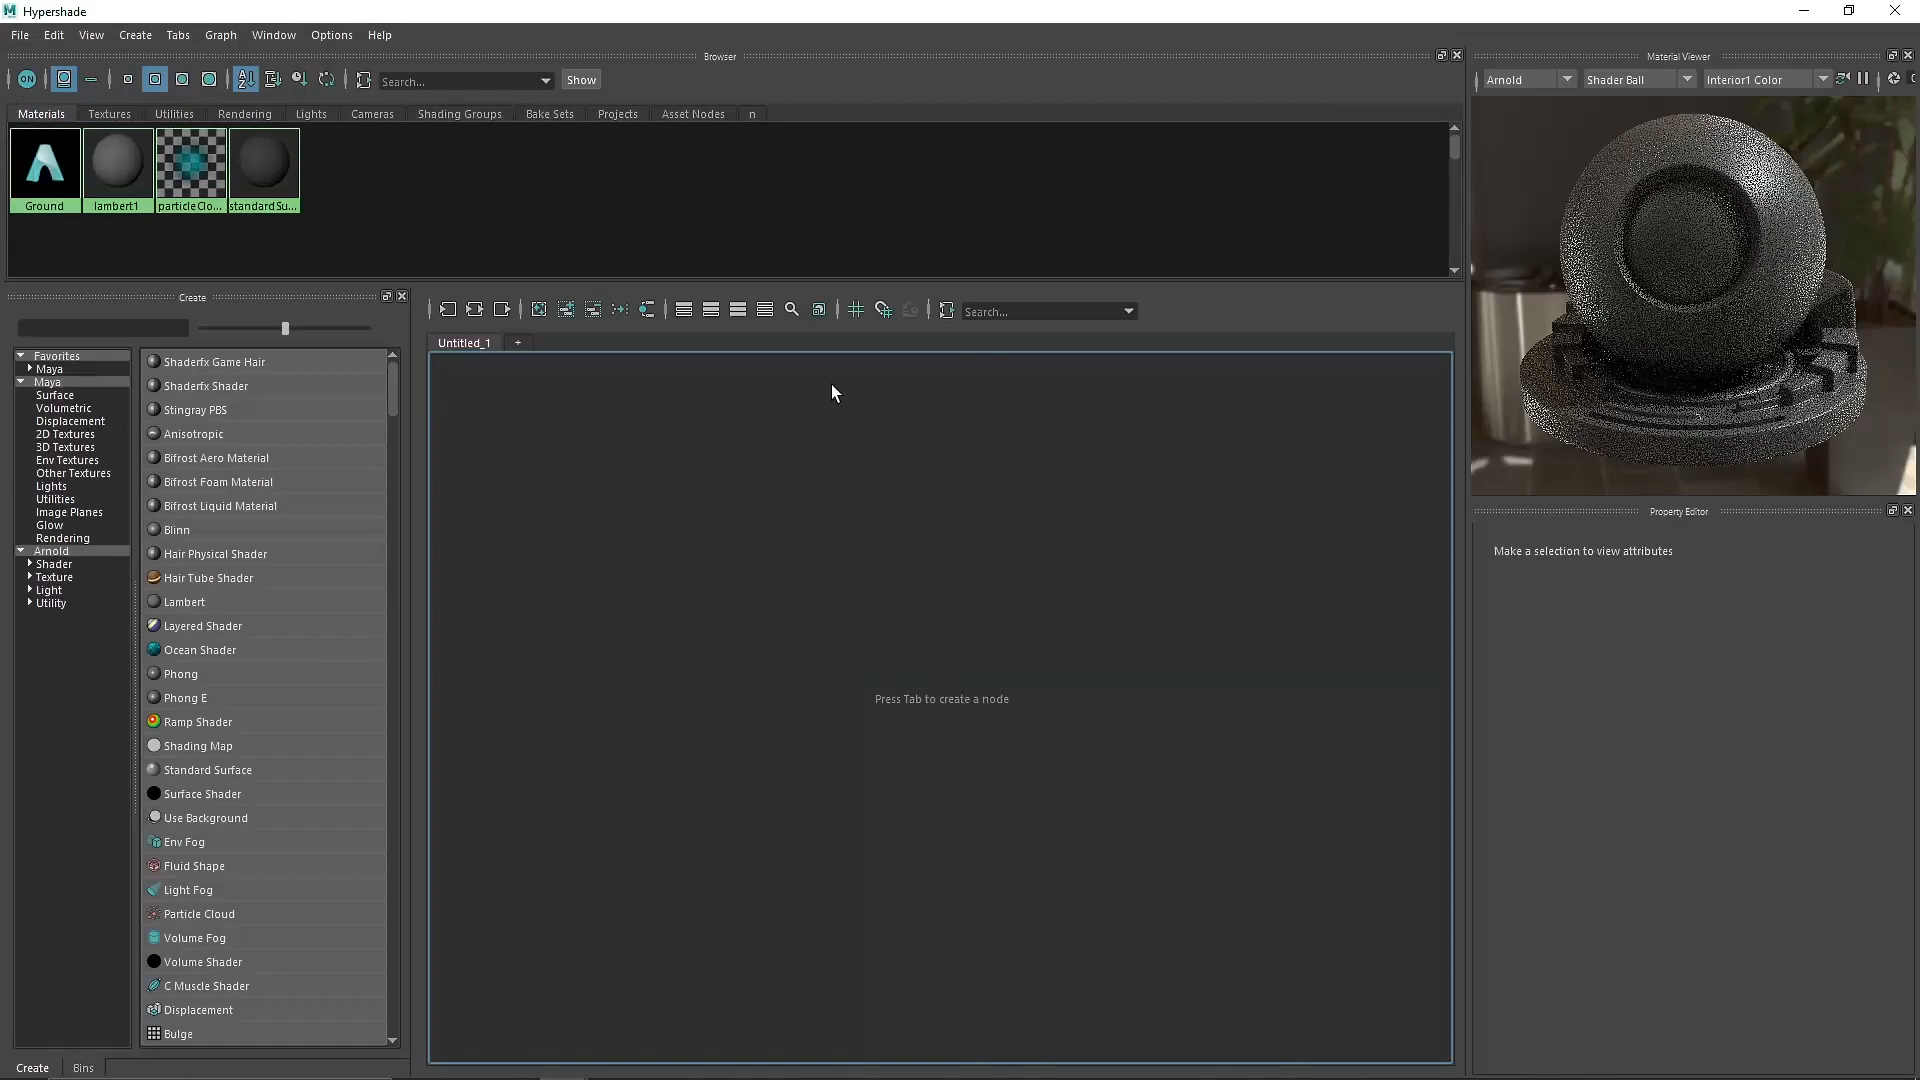 Hypershade
File Edit View Create Tabs Graph Window Options Help
Browser
ON
Search...
Show
Materials Textures Utilities Rendering Lights Cameras Shading Groups Bake Sets Projects Asset Nodes n
Ground lambert1 particleClo... standardSu...
Create
Favorites
Maya
Maya
Surface
Volumetric
Displacement
2D Textures
3D Textures
Env Textures
Other Textures
Lights
Utilities
Image Planes
Glow
Rendering
Arnold
Shader
Texture
Light
Utility
Shaderfx Game Hair
Shaderfx Shader
Stingray PBS
Anisotropic
Bifrost Aero Material
Bifrost Foam Material
Bifrost Liquid Material
Blinn
Hair Physical Shader
Hair Tube Shader
Lambert
Layered Shader
Ocean Shader
Phong
Phong E
Ramp Shader
Shading Map
Standard Surface
Surface Shader
Use Background
Env Fog
Fluid Shape
Light Fog
Particle Cloud
Volume Fog
Volume Shader
C Muscle Shader
Displacement
Bulge
Create Bins
Search...
Untitled_1 +
Press Tab to create a node
Material Viewer
Arnold Shader Ball Interior1 Color
Property Editor
Make a selection to view attributes